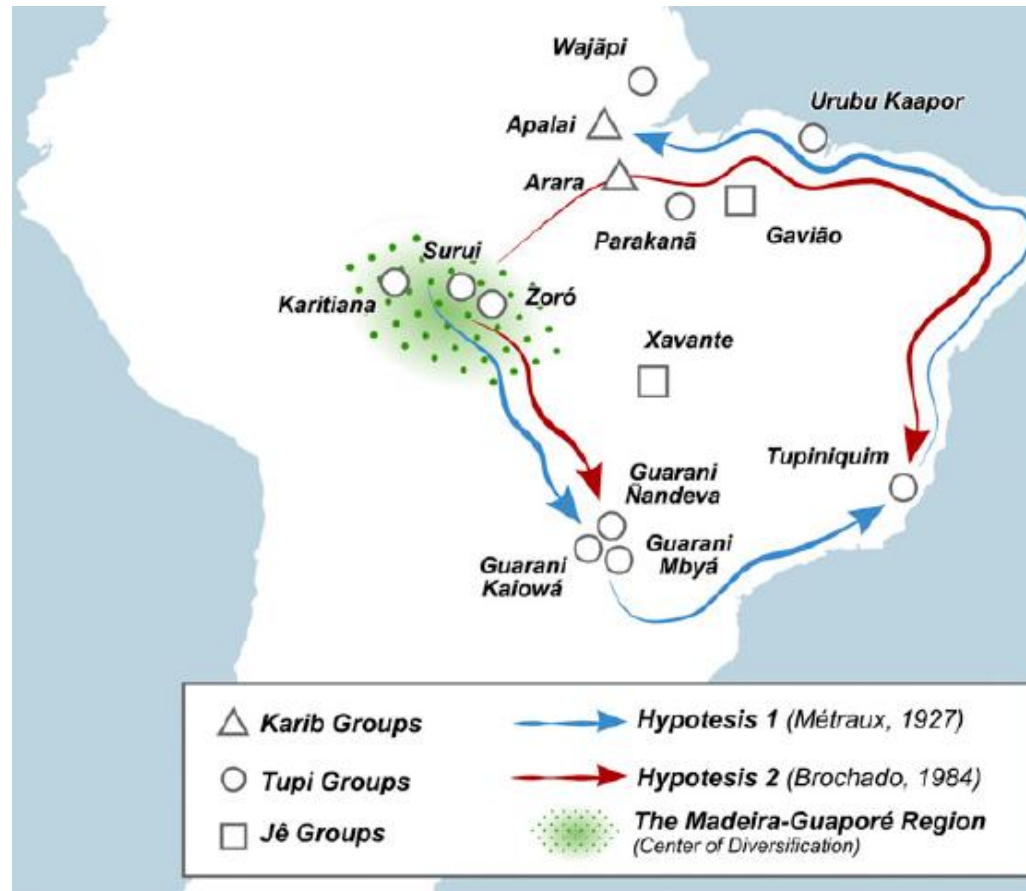 Wajãpi
Urubu Kaapor
Apalai
Arara
Parakanã
Gavião
Surui
Karitiana
Zoró
Xavante
Tupiniquim
Guarani
Ñandeva
Guarani
Kaiowá
Guarani
Mbyá
Karib Groups
Tupi Groups
Jê Groups
Hypotesis 1 (Métraux, 1927)
Hypotesis 2 (Brochado, 1984)
The Madeira-Guaporé Region
(Center of Diversification)